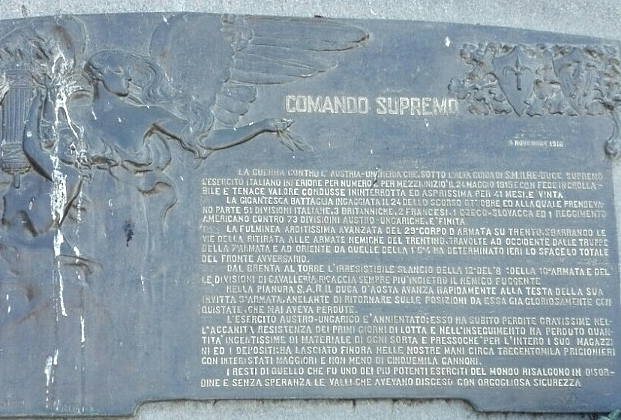 COMANDO SUPREMO
4 NOVEMBRE 1918
LA GUERRA CONTRO L'AUSTRIA-UNGHERIA CHE, SOTTO L'ALTA GUIDA DI S.M. IL RE-DUCE SUPREMO
L'ESERCITO ITALIANO INFERIORE PER NUMERO E PER MEZZI, INIZIO' IL 24 MAGGIO 1915 E CON FEDE INCROLLA-
BILE E TENACE VALORE CONDUSSE ININTERROTTA ED ASPRISSIMA PER 41 MESI, E' VINTA.
LA GIGANTESCA BATTAGLIA INGAGGIATA IL 24 DELLO SCORSO OTTOBRE ED ALLA QUALE PRENDEVA-
NO PARTE 51 DIVISIONI ITALIANE, 3 BRITANNICHE, 2 FRANCESI, 1 CZECO-SLOVACCA ED 1 REGGIMENTO
AMERICANO CONTRO 73 DIVISIONI AUSTRO-UNGARICHE, E' FINITA.
LA FULMINEA ARDITISSIMA AVANZATA DEL 29° CORPO D'ARMATA SU TRENTO, SBARRANDO LE
VIE DELLA RITIRATA ALLE ARMATE NEMICHE DEL TRENTINO, TRAVOLTE AD OCCIDENTE DALLE TRUPPE
DELLA 7ª ARMATA E AD ORIENTE DA QUELLE DELLA 1ª 6ª 4ª HA DETERMINATO IERI LO SFACELO TOTALE
DEL FRONTE AVVERSARIO.
DAL BRENTA AL TORRE L'IRRESISTIBILE SLANCIO DELLA 12ª DELL'8ª DELLA 10ª ARMATA E DEL-
LE DIVISIONI DI CAVALLERIA, RICACCIA SEMPRE PIU' INDIETRO IL NEMICO FUGGENTE.
NELLA PIANURA S.A.R. IL DUCA D'AOSTA AVANZA RAPIDAMENTE ALLA TESTA DELLA SUA
INVITTA 3ª ARMATA, ANELANTE DI RITORNARE SULLE POSIZIONI DA ESSA GIA' GLORIOSAMENTE CON-
QUISTATE, CHE MAI AVEVA PERDUTE.
L'ESERCITO AUSTRO-UNGARICO E' ANNIENTATO: ESSO HA SUBITO PERDITE GRAVISSIME NEL-
L'ACCANITA RESISTENZA DEI PRIMI GIORNI DI LOTTA E NELL'INSEGUIMENTO HA PERDUTO QUAN-
TITA' INGENTISSIME DI MATERIALE DI OGNI SORTA E PRESSOCHE' PER L'INTERO I SUOI MAGAZZI
NI ED I DEPOSITI: HA LASCIATO FINORA NELLE NOSTRE MANI CIRCA TRECENTOMILA PRIGIONIERI
CON INTERI STATI MAGGIORI E NON MENO DI CINQUEMILA CANNONI.
I RESTI DI QUELLO CHE FU UNO DEI PIU' POTENTI ESERCITI DEL MONDO RISALGONO IN DISOR-
DINE E SENZA SPERANZA LE VALLI CHE AVEVANO DISCESO CON ORGOGLIOSA SICUREZZA.